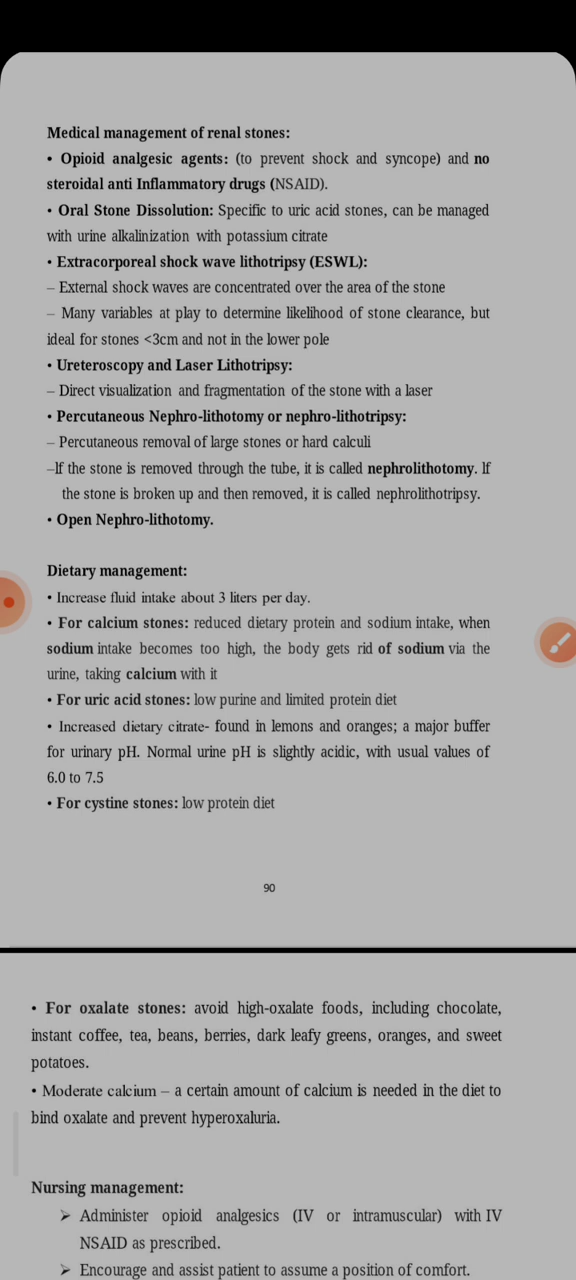 Medical management of renal stones:
• Opioid analgesic agents: (to prevent shock and syncope) and no
steroidal anti Inflammatory drugs (NSAID).
• Oral Stone Dissolution: Specific to uric acid stones, can be managed
with urine alkalinization with potassium citrate
• Extracorporeal shock wave lithotripsy (ESWL):
– External shock waves are concentrated over the area of the stone
– Many variables at play to determine likelihood of stone clearance, but
ideal for stones <3cm and not in the lower pole
• Ureteroscopy and Laser Lithotripsy:
– Direct visualization and fragmentation of the stone with a laser
• Percutaneous Nephro-lithotomy or nephro-lithotripsy:
– Percutaneous removal of large stones or hard calculi
–If the stone is removed through the tube, it is called nephrolithotomy. If
the stone is broken up and then removed, it is called nephrolithotripsy.
• Open Nephro-lithotomy.
Dietary management:
• Increase fluid intake about 3 liters per day.
• For calcium stones: reduced dietary protein and sodium intake, when
sodium intake becomes too high, the body gets rid of sodium via the
urine, taking calcium with it
• For uric acid stones: low purine and limited protein diet
• Increased dietary citrate- found in lemons and oranges; a major buffer
for urinary pH. Normal urine pH is slightly acidic, with usual values of
6.0 to 7.5
• For cystine stones: low protein diet
90
• For oxalate stones: avoid high-oxalate foods, including chocolate,
instant coffee, tea, beans, berries, dark leafy greens, oranges, and sweet
potatoes.
• Moderate calcium – a certain amount of calcium is needed in the diet to
bind oxalate and prevent hyperoxaluria.
Nursing management:
➢ Administer opioid analgesics (IV or intramuscular) with IV
NSAID as prescribed.
➢ Encourage and assist patient to assume a position of comfort.